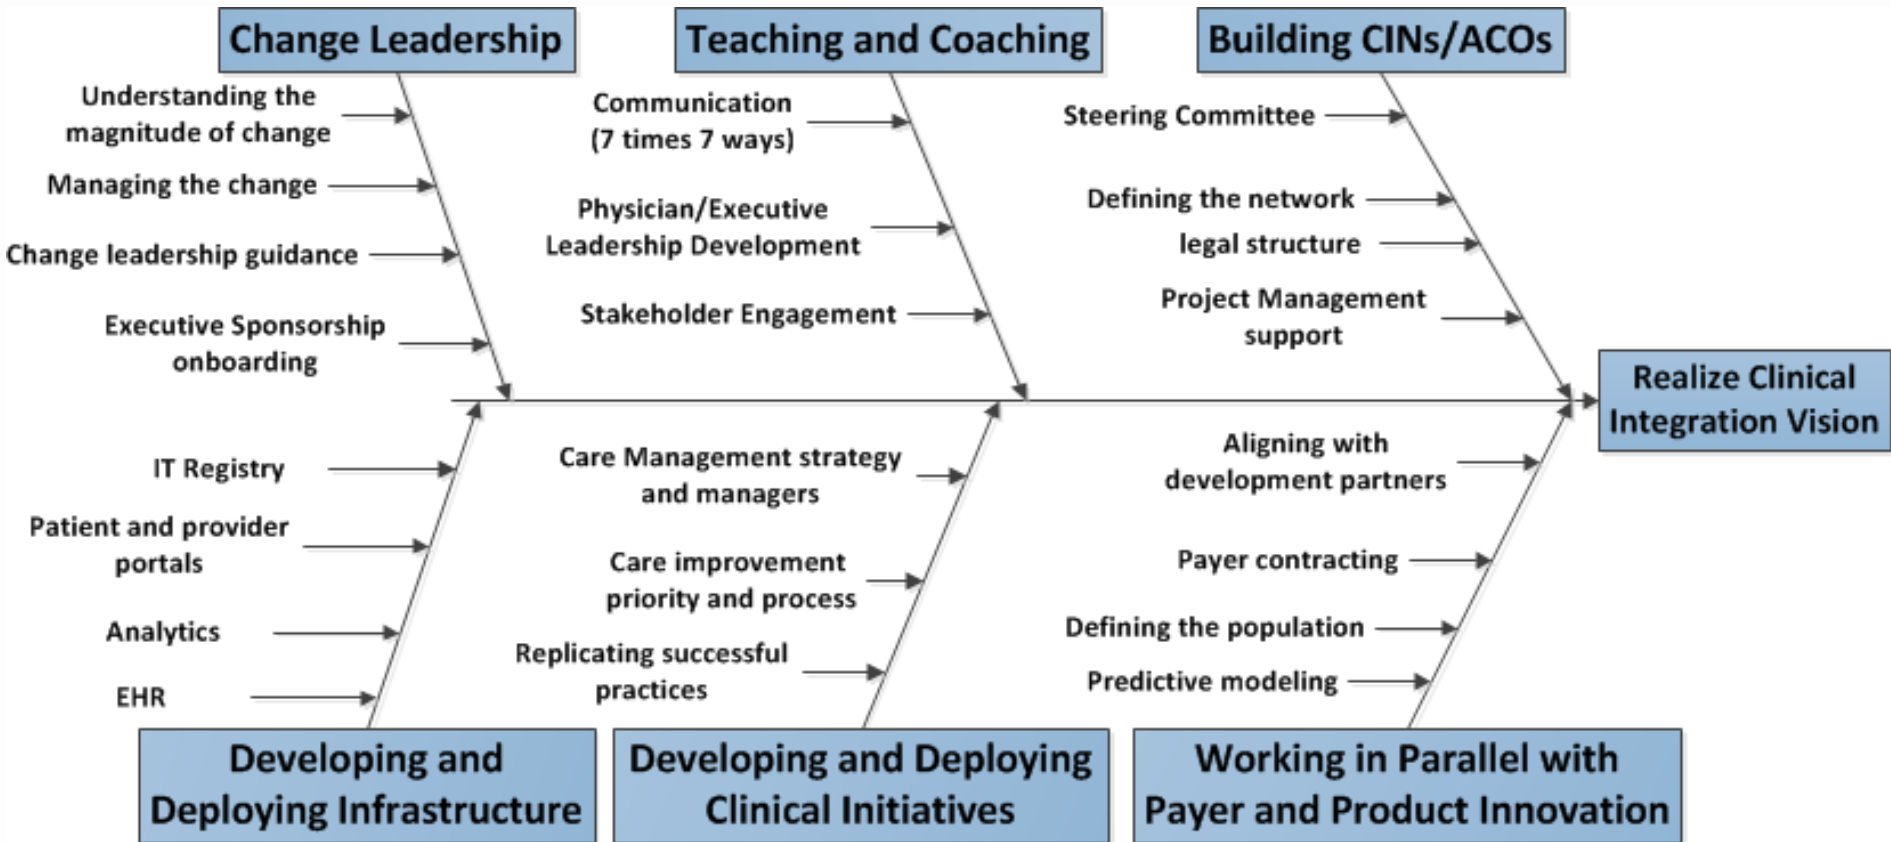 Change Leadership
Understanding the
magnitude of change
Managing the change
Change leadership guidance
Executive Sponsorship
onboarding
Teaching and Coaching
Communication
(7 times 7 ways)
Physician/Executive
Leadership Development
Stakeholder Engagement
Building CINs/ACOs
Steering Committee
Defining the network
legal structure
Project Management
support
Realize Clinical
Integration Vision
IT Registry
Patient and provider
portals
Analytics
EHR
Developing and
Deploying Infrastructure
Care Management strategy
and managers
Care improvement
priority and process
Replicating successful
practices
Developing and Deploying
Clinical Initiatives
Aligning with
development partners
Payer contracting
Defining the population
Predictive modeling
Working in Parallel with
Payer and Product Innovation